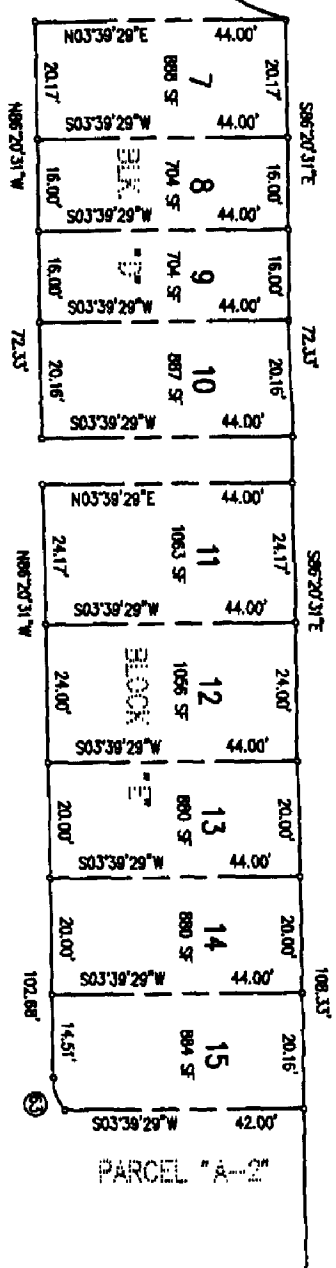 N03°39'29"E 44.00'
20.17'
7
888 SF
20.17'
N86°20'31"W
S03°39'29"W 44.00'
S86°20'31"E
16.00'
8
704 SF
16.00'
S03°39'29"W 44.00'
16.00'
9
704 SF
16.00'
S03°39'29"W 44.00'
72.33'
72.33'
20.16'
10
887 SF
20.16'
S03°39'29"W 44.00'
N03°39'29"E 44.00'
24.17'
11
1063 SF
24.17'
N86°20'31"W
S03°39'29"W 44.00'
S86°20'31"E
24.00'
BLOCK "E"
12
1056 SF
24.00'
S03°39'29"W 44.00'
20.00'
13
880 SF
20.00'
S03°39'29"W 44.00'
20.00'
14
880 SF
20.00'
S03°39'29"W 44.00'
102.68'
108.33'
14.51'
15
884 SF
20.16'
63
S03°39'29"W 42.00'
PARCEL "A-2"